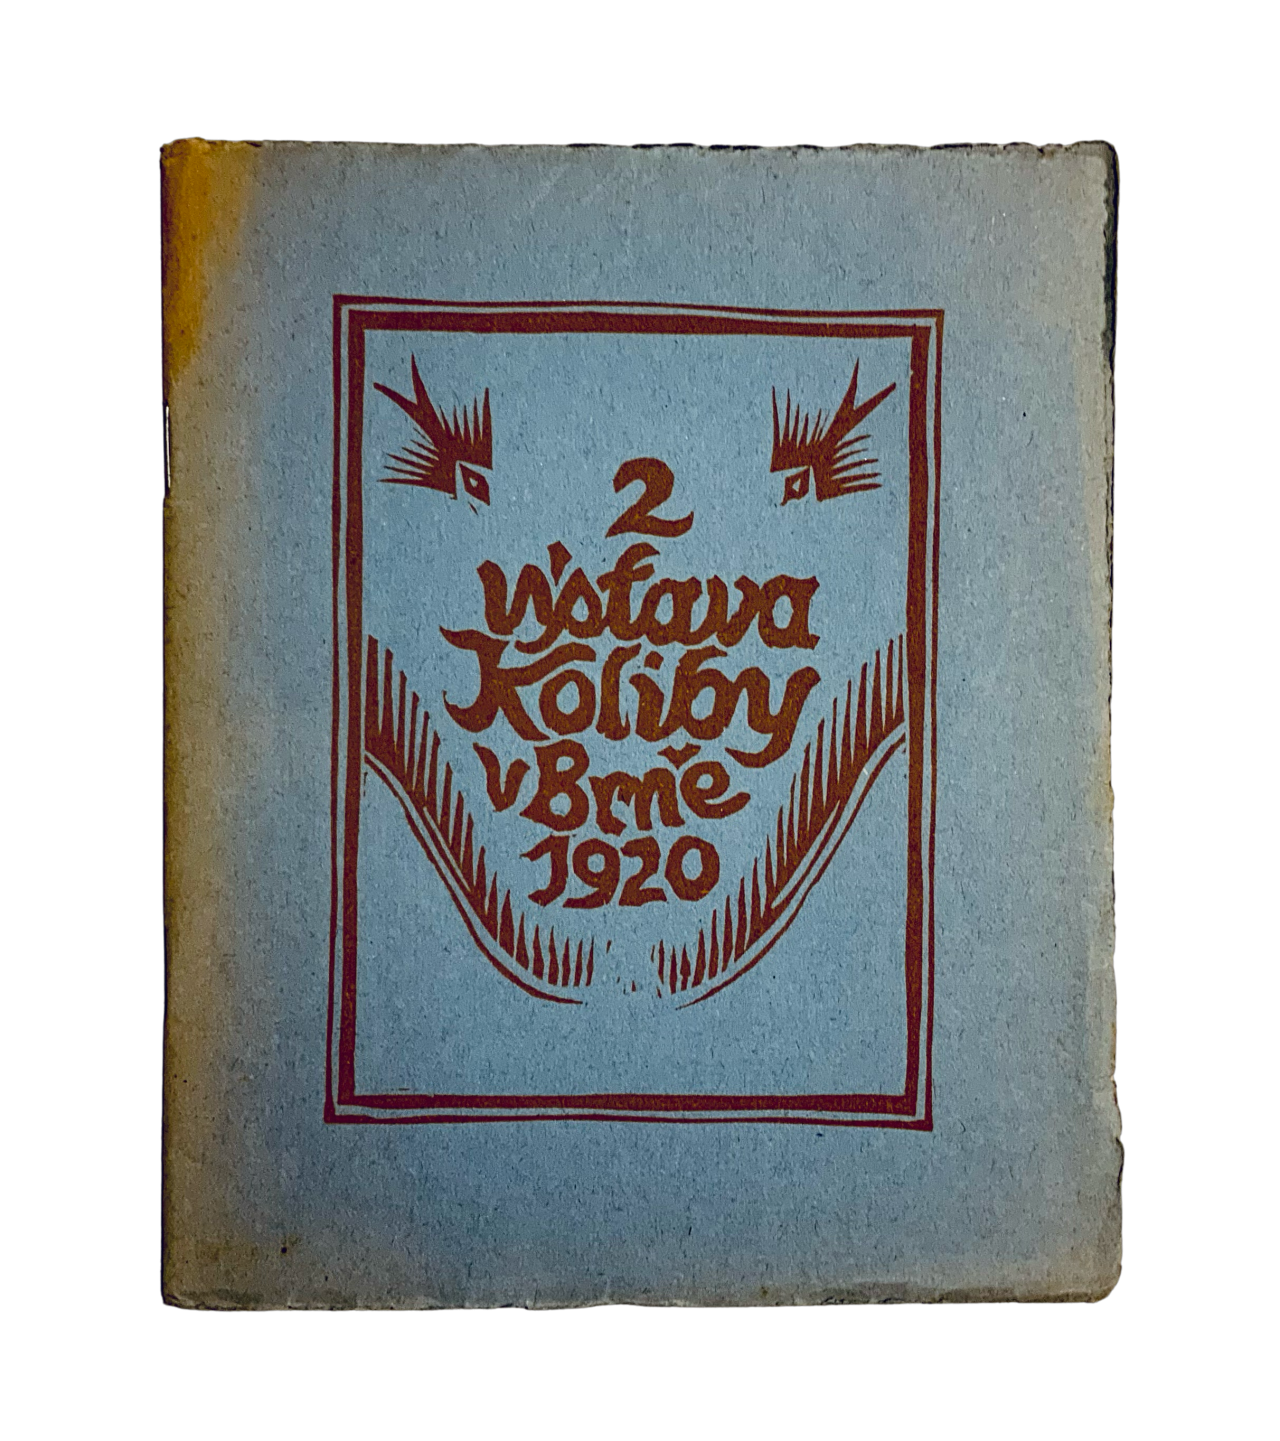 2
Výstava
Koliby
v Brně
1920